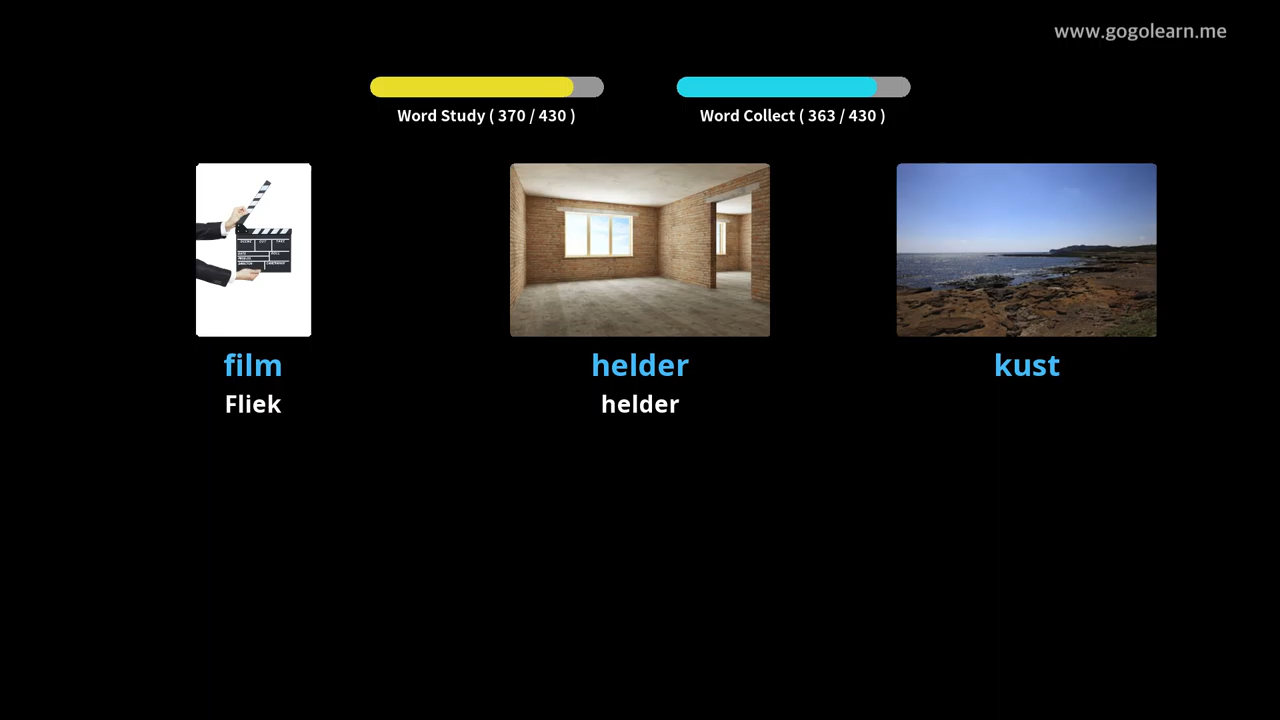 www.gogolearn.me
Word Study ( 370 / 430 )
Word Collect ( 363 / 430 )
film
helder
kust
Fliek
helder